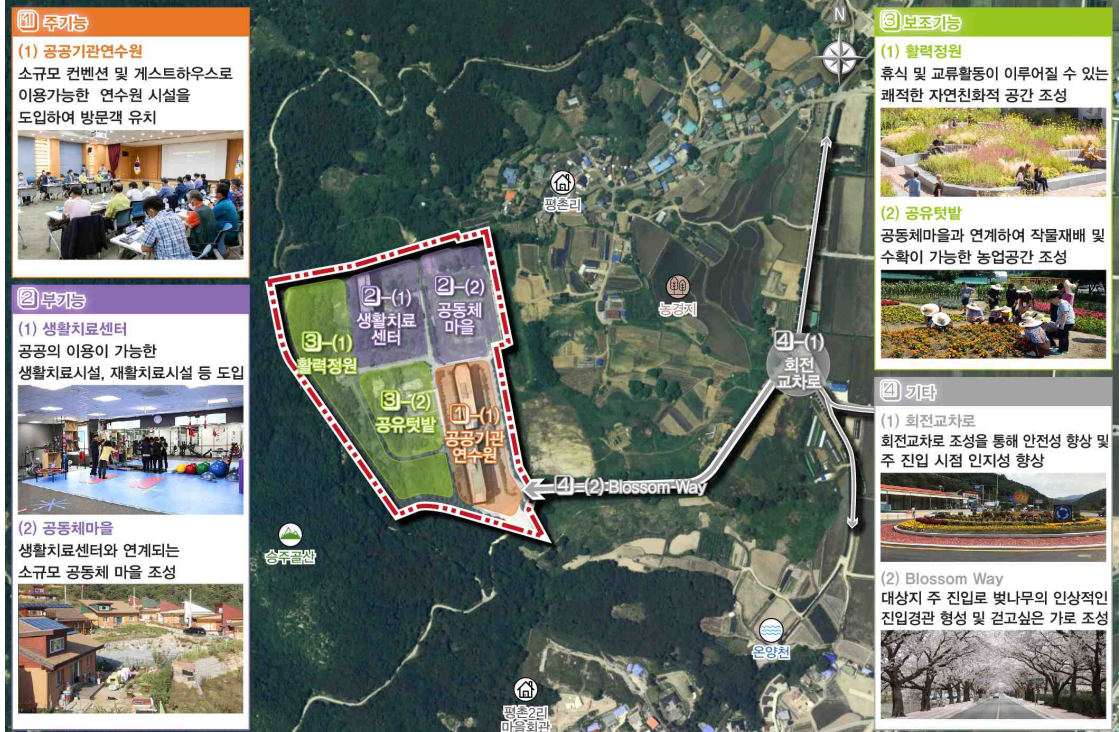 1 주기능
(1) 공공기관연수원
소규모 컨벤션 및 게스트하우스로
이용가능한 연수원 시설을
도입하여 방문객 유치
2 부기능
(1) 생활치료센터
공공의 이용이 가능한
생활치료시설, 재활치료시설 등 도입
(2) 공동체마을
생활치료센터와 연계되는
소규모 공동체 마을 조성
N
평촌리
농경지
2-(1)
생활치료
센터
2-(2)
공동체
마을
3-(1)
활력정원
3-(2)
공유텃밭
1-(1)
공공기관
연수원
4-(1)
회전
교차로
4-(2) Blossom Way
승주골산
온양천
평촌2리
마을회관
3 보조기능
(1) 활력정원
휴식 및 교류활동이 이루어질 수 있는
쾌적한 자연친화적 공간 조성
(2) 공유텃밭
공동체마을과 연계하여 작물재배 및
수확이 가능한 농업공간 조성
4 기타
(1) 회전교차로
회전교차로 조성을 통해 안전성 향상 및
주 진입 시점 인지성 향상
(2) Blossom Way
대상지 주 진입로 벚나무의 인상적인
진입경관 형성 및 걷고싶은 가로 조성